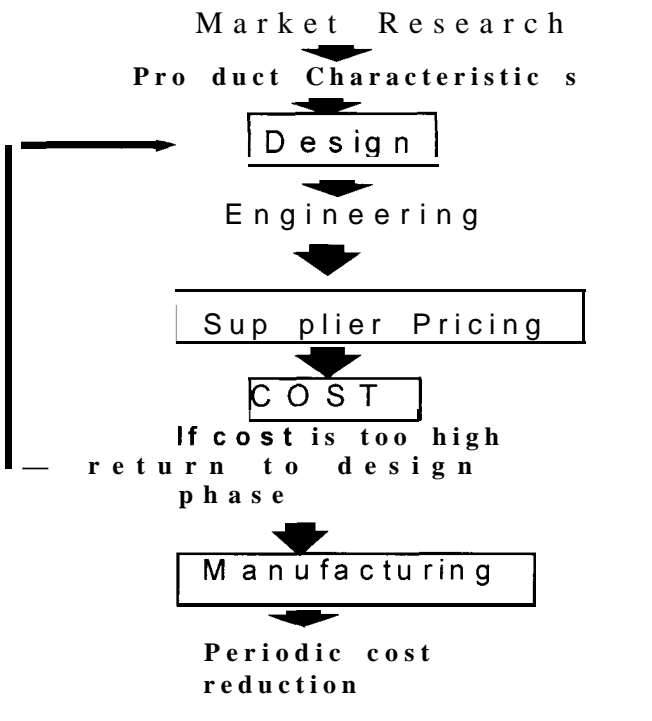 Market Research
Product Characteristics
Design
Engineering
Supplier Pricing
COST
If cost is too high
return to design
phase
Manufacturing
Periodic cost
reduction